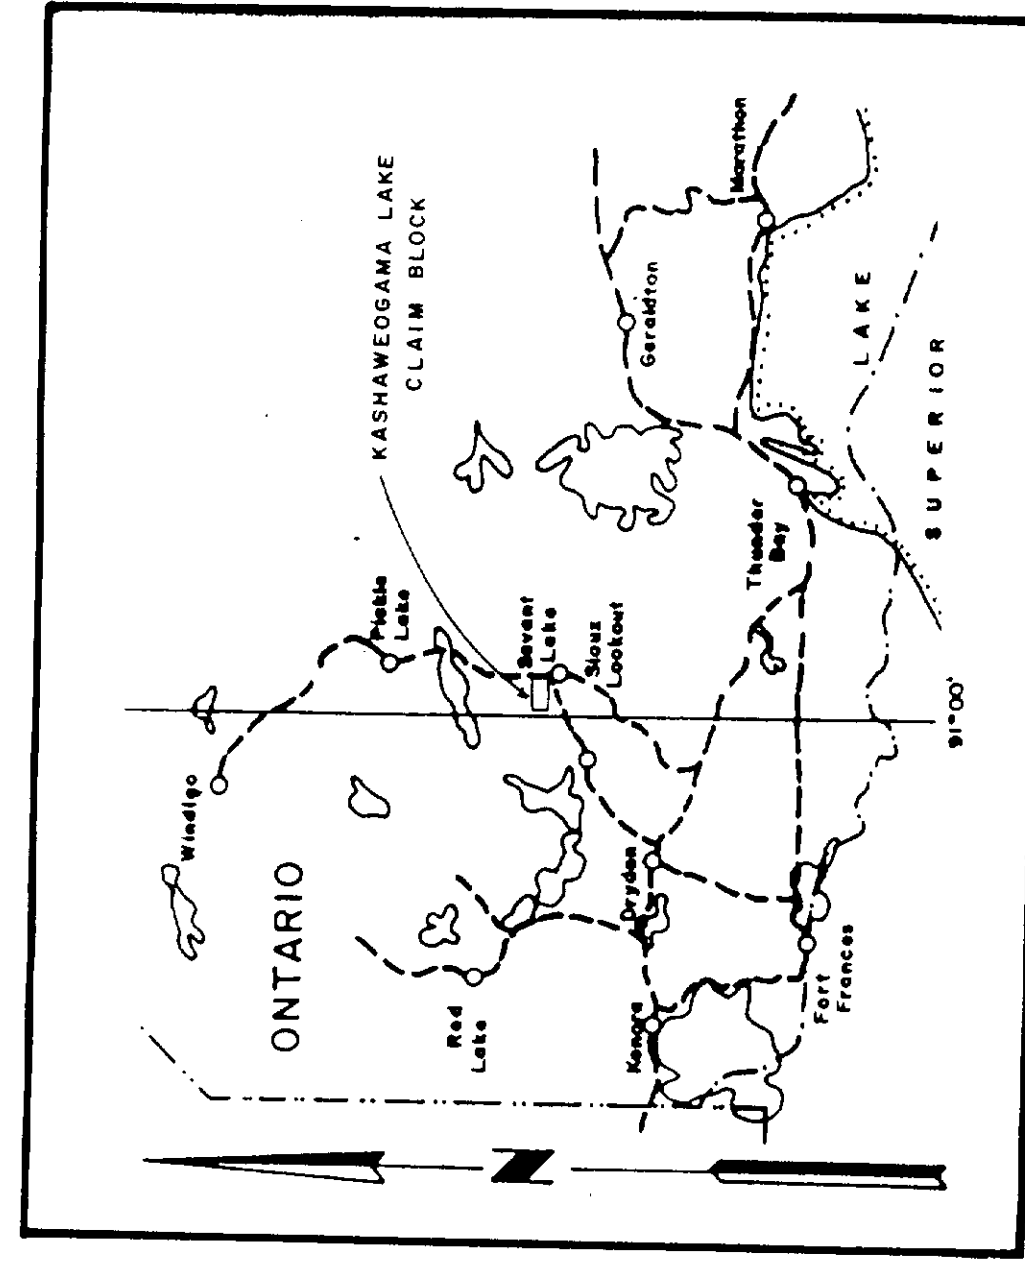 ONTARIO
Windigo
Pickle
Lake
KASHAWEOGAMA LAKE
CLAIM BLOCK
Red
Lake
Savant
Lake
Sioux
Lookout
Geraldton
Marathon
Kenora
Dryden
Thunder
Bay
Fort
Frances
LAKE
SUPERIOR
91°00'
N